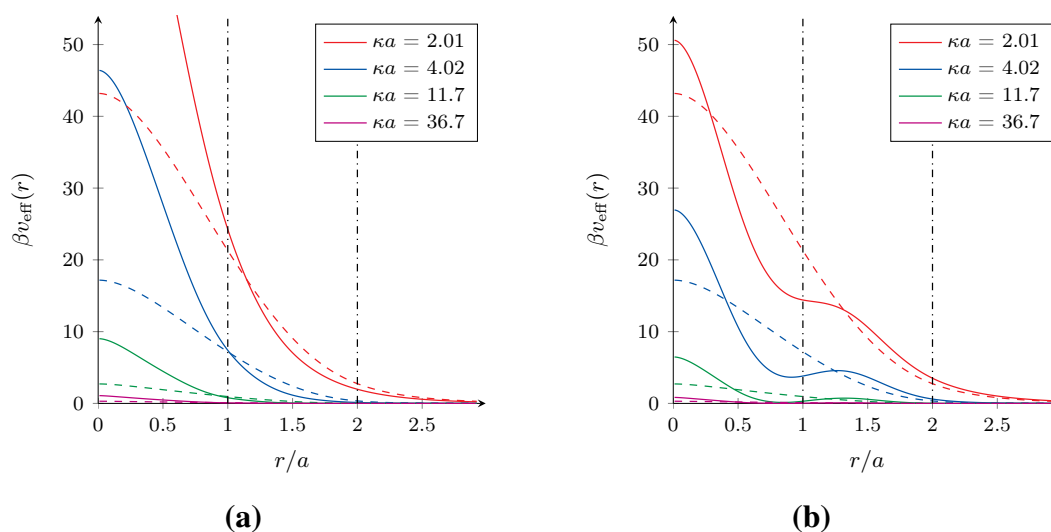 50
40
30
20
10
0
βv_eff(r)
0 0.5 1 1.5 2 2.5
r/a
κa = 2.01
κa = 4.02
κa = 11.7
κa = 36.7
(a)
50
40
30
20
10
0
βv_eff(r)
0 0.5 1 1.5 2 2.5
r/a
κa = 2.01
κa = 4.02
κa = 11.7
κa = 36.7
(b)